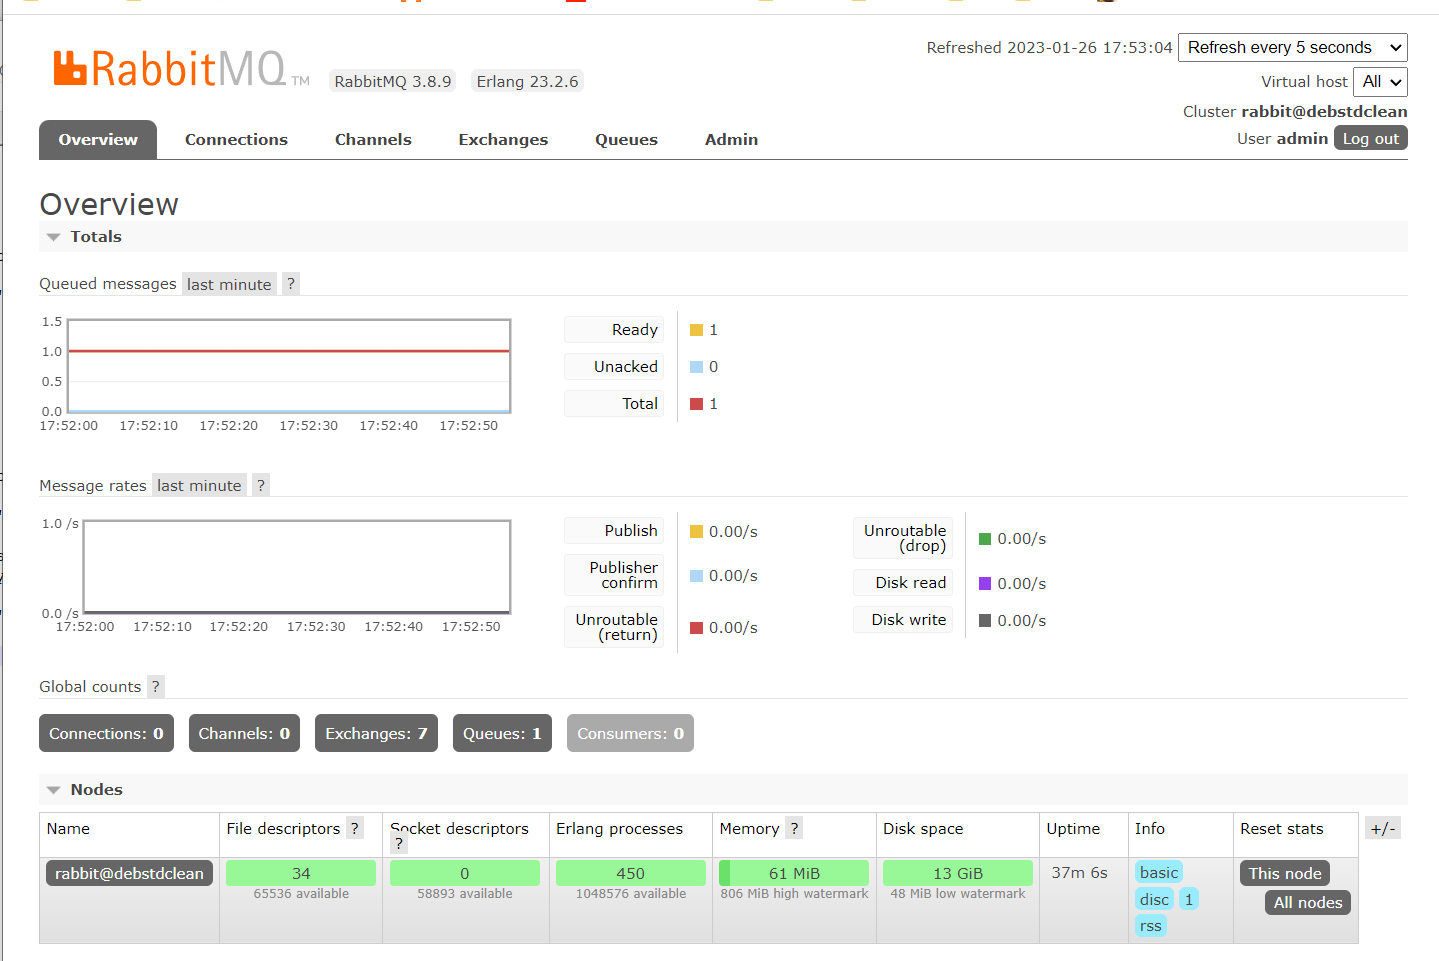 Refreshed 2023-01-26 17:53:04 Refresh every 5 seconds
RabbitMQ TM RabbitMQ 3.8.9 Erlang 23.2.6
Virtual host All
Cluster rabbit@debstdclean
User admin Log out
Overview Connections Channels Exchanges Queues Admin
Overview
Totals
Queued messages last minute ?
1.5
1.0
0.5
0.0
17:52:00 17:52:10 17:52:20 17:52:30 17:52:40 17:52:50
Ready 1
Unacked 0
Total 1
Message rates last minute ?
1.0 /s
0.0 /s
17:52:00 17:52:10 17:52:20 17:52:30 17:52:40 17:52:50
Publish 0.00/s
Publisher
confirm 0.00/s
Unroutable
(return) 0.00/s
Unroutable
(drop) 0.00/s
Disk read 0.00/s
Disk write 0.00/s
Global counts ?
Connections: 0 Channels: 0 Exchanges: 7 Queues: 1 Consumers: 0
Nodes
Name File descriptors ? Socket descriptors ? Erlang processes Memory ? Disk space Uptime Info Reset stats +/-
rabbit@debstdclean 34 0 450 61 MiB 13 GiB 37m 6s basic This node
65536 available 58893 available 1048576 available 806 MiB high watermark 48 MiB low watermark
disc 1 All nodes
rss